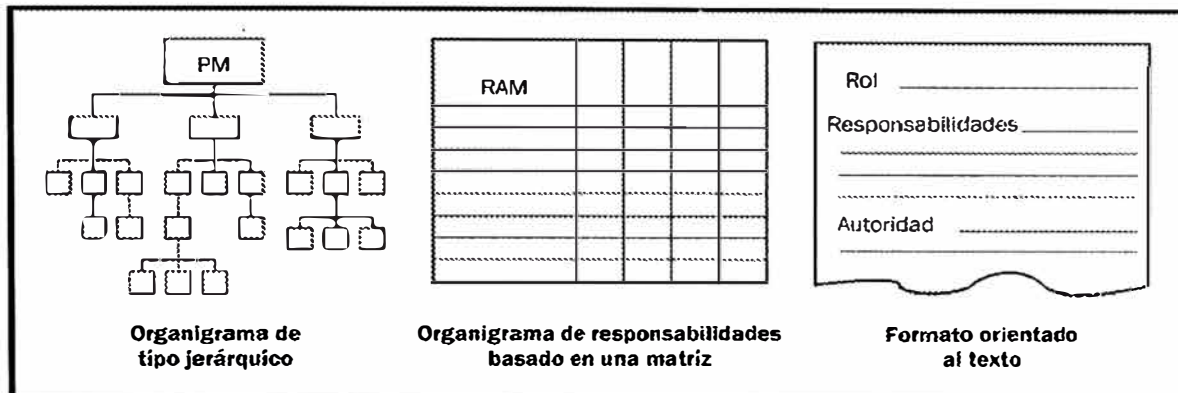 PM
RAM
Rol
Responsabilidades
Autoridad
Organigrama de
tipo jerárquico
Organigrama de responsabilidades
basado en una matriz
Formato orientado
al texto